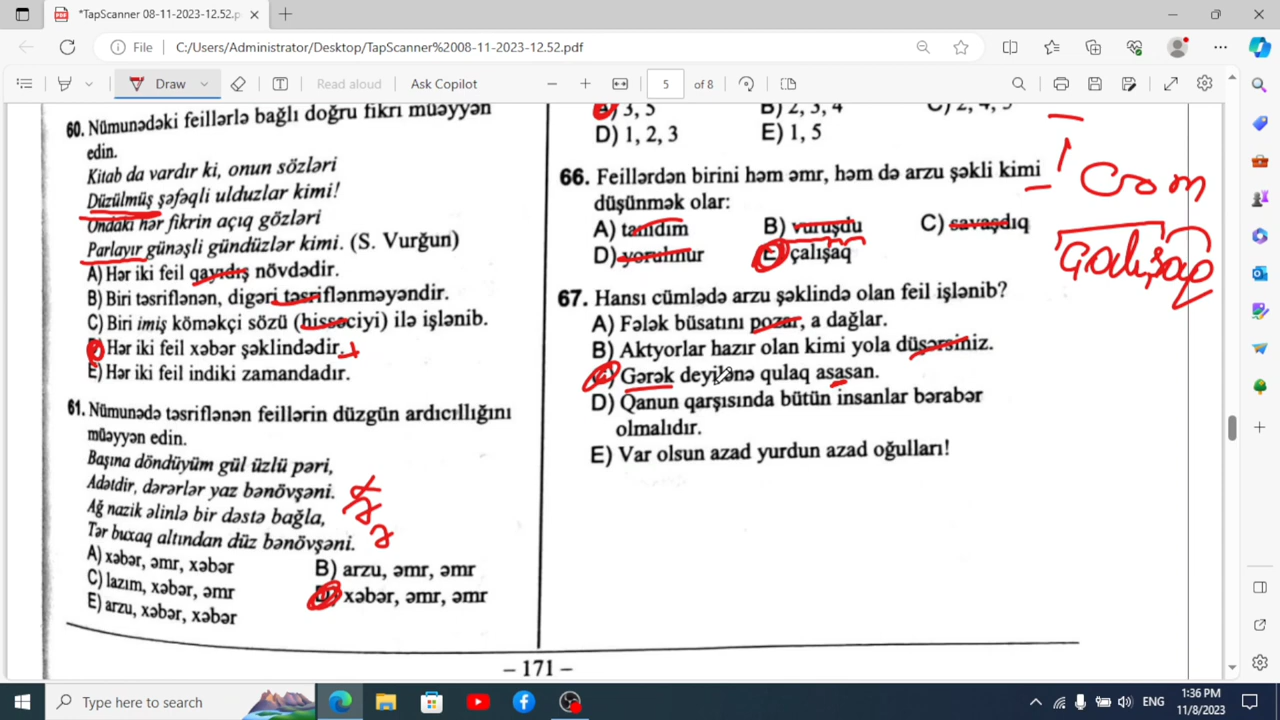 *TapScanner 08-11-2023-12.52.p
File C:/Users/Administrator/Desktop/TapScanner%2008-11-2023-12.52.pdf
Draw Read aloud Ask Copilot 5 of 8
60. Nümunədəki feillərlə bağlı doğru fikri müəyyən
edin.
Kitab da vardır ki, onun sözləri
Düzülmüş şəfəqli ulduzlar kimi!
Ondakı hər fikrin açıq gözləri
Parlayır günəşli gündüzlər kimi. (S. Vurğun)
A) Hər iki feil qayıdış növdədir.
B) Biri təsriflənən, digəri təsriflənməyəndir.
C) Biri imiş köməkçi sözü (hissəciyi) ilə işlənib.
Hər iki feil xəbər şəklindədir.
E) Hər iki feil indiki zamandadır.
61. Nümunədə təsriflənən feillərin düzgün ardıcıllığını
müəyyən edin.
Başına döndüyüm gül üzlü pəri,
Adətdir, dərərlər yaz bənövşəni.
Ağ nazik əlinlə bir dəstə bağla,
Tər buxaq altından düz bənövşəni.
A) xəbər, əmr, xəbər B) arzu, əmr, əmr
C) lazım, xəbər, əmr D) xəbər, əmr, əmr
E) arzu, xəbər, xəbər
A) 3, 5 B) 2, 3, 4 C) 2, 4, 5
D) 1, 2, 3 E) 1, 5
66. Feillərdən birini həm əmr, həm də arzu şəkli kimi
düşünmək olar:
A) tanıdım B) vuruşdu C) savaşdıq
D) yorulmur E) çalışaq
67. Hansı cümlədə arzu şəklində olan feil işlənib?
A) Fələk büsatını pozar, a dağlar.
B) Aktyorlar hazır olan kimi yola düşərsiniz.
C) Gərək deyilənə qulaq asasan.
D) Qanun qarşısında bütün insanlar bərabər
olmalıdır.
E) Var olsun azad yurdun azad oğulları!
çalışaq
– 171 –
Type here to search
ENG
1:36 PM
11/8/2023